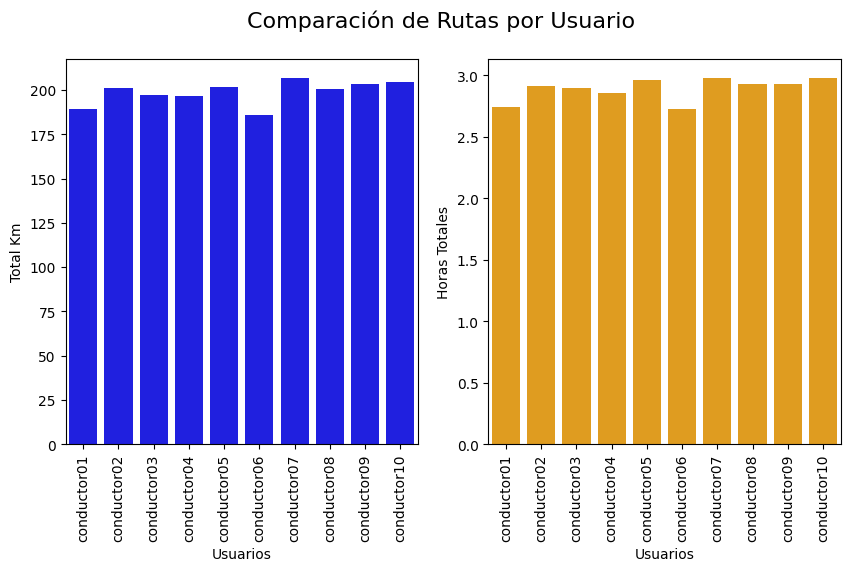 Comparación de Rutas por Usuario
Total Km
200
175
150
125
100
75
50
25
0
conductor01
conductor02
conductor03
conductor04
conductor05
conductor06
conductor07
conductor08
conductor09
conductor10
Usuarios
Horas Totales
3.0
2.5
2.0
1.5
1.0
0.5
0.0
conductor01
conductor02
conductor03
conductor04
conductor05
conductor06
conductor07
conductor08
conductor09
conductor10
Usuarios